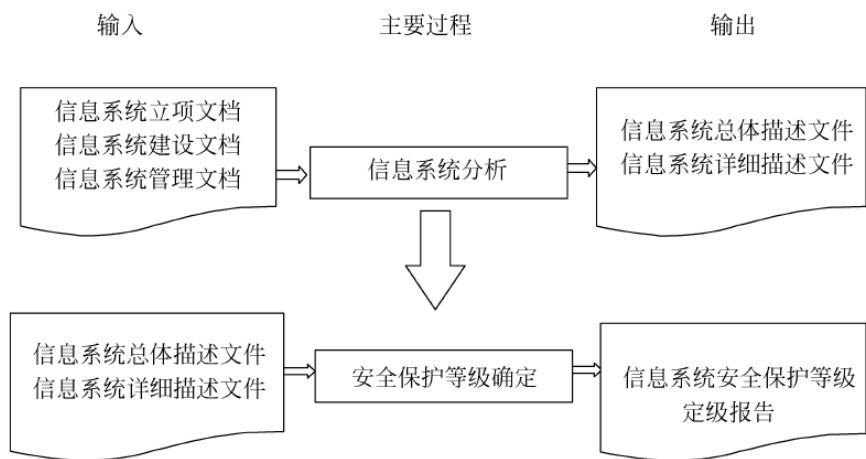 输入
主要过程
输出
信息系统立项文档
信息系统建设文档
信息系统管理文档
信息系统分析
信息系统总体描述文件
信息系统详细描述文件
信息系统总体描述文件
信息系统详细描述文件
安全保护等级确定
信息系统安全保护等级
定级报告